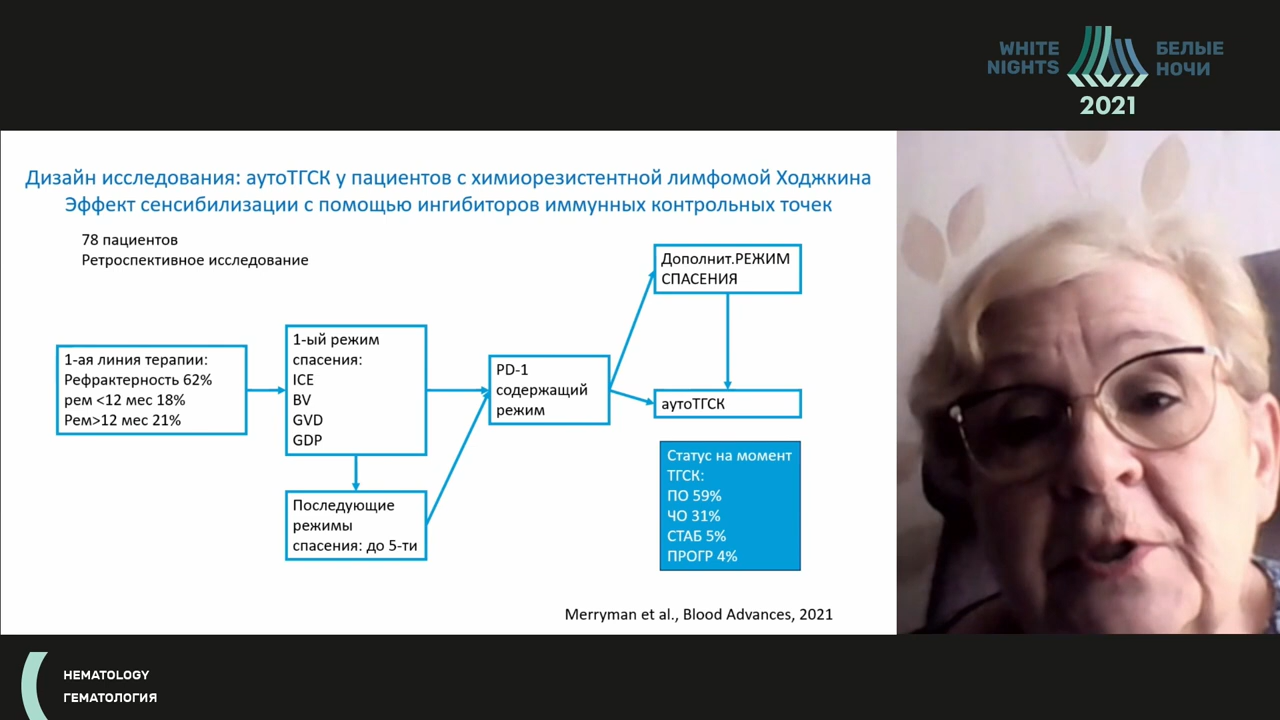 WHITE NIGHTS
БЕЛЫЕ НОЧИ
2021
Дизайн исследования: аутоТГСК у пациентов с химиорезистентной лимфомой Ходжкина
Эффект сенсибилизации с помощью ингибиторов иммунных контрольных точек
78 пациентов
Ретроспективное исследование
1-ая линия терапии:
Рефрактерность 62%
рем <12 мес 18%
Рем>12 мес 21%
1-ый режим
спасения:
ICE
BV
GVD
GDP
Последующие
режимы
спасения: до 5-ти
PD-1
содержащий
режим
Дополнит.РЕЖИМ
СПАСЕНИЯ
аутоТГСК
Статус на момент
ТГСК:
ПО 59%
ЧО 31%
СТАБ 5%
ПРОГР 4%
Merryman et al., Blood Advances, 2021
HEMATOLOGY
ГЕМАТОЛОГИЯ